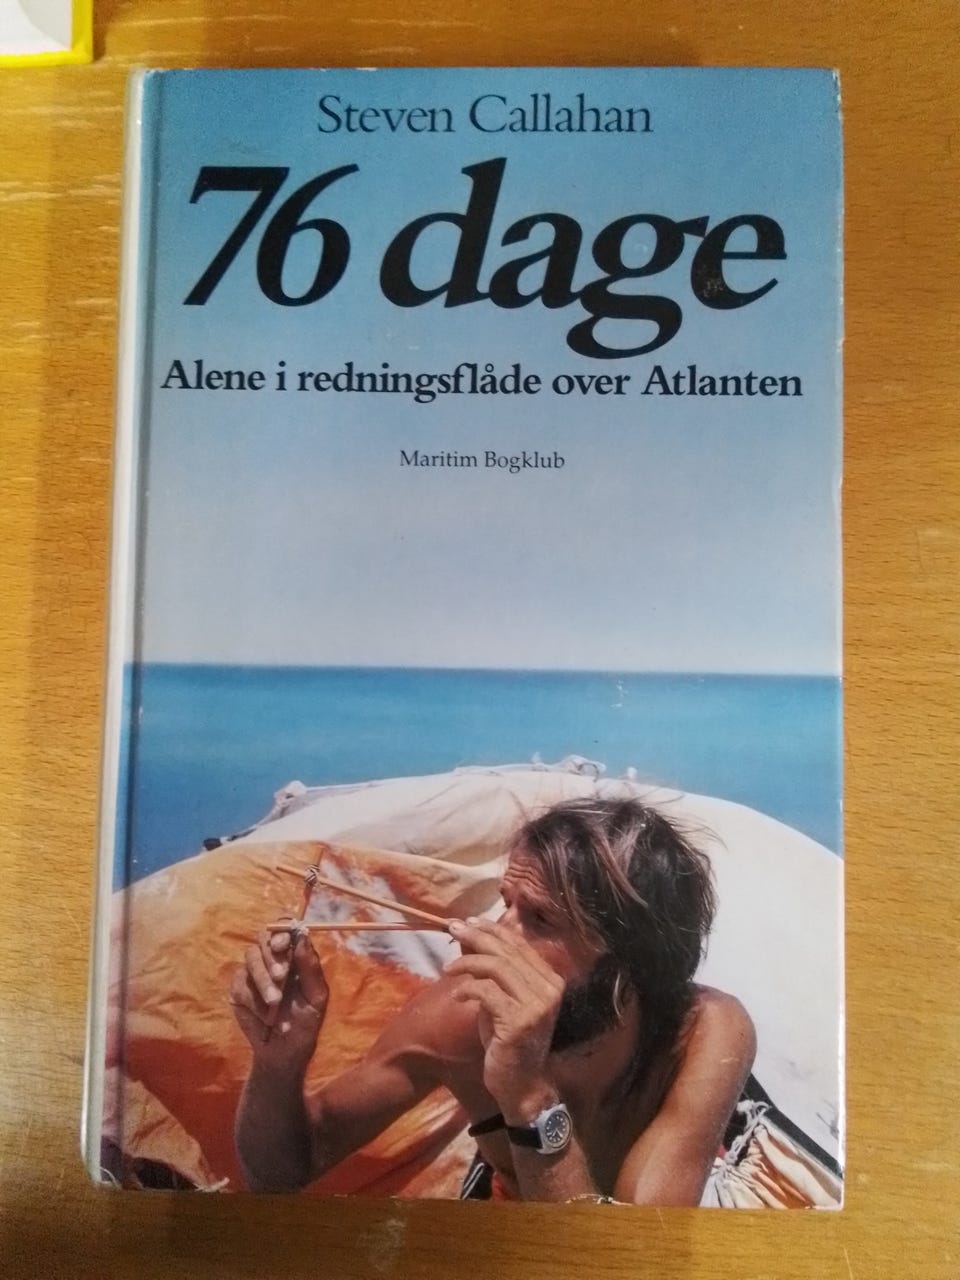 Steven Callahan
76 dage
Alene i redningsflåde over Atlanten
Maritim Bogklub